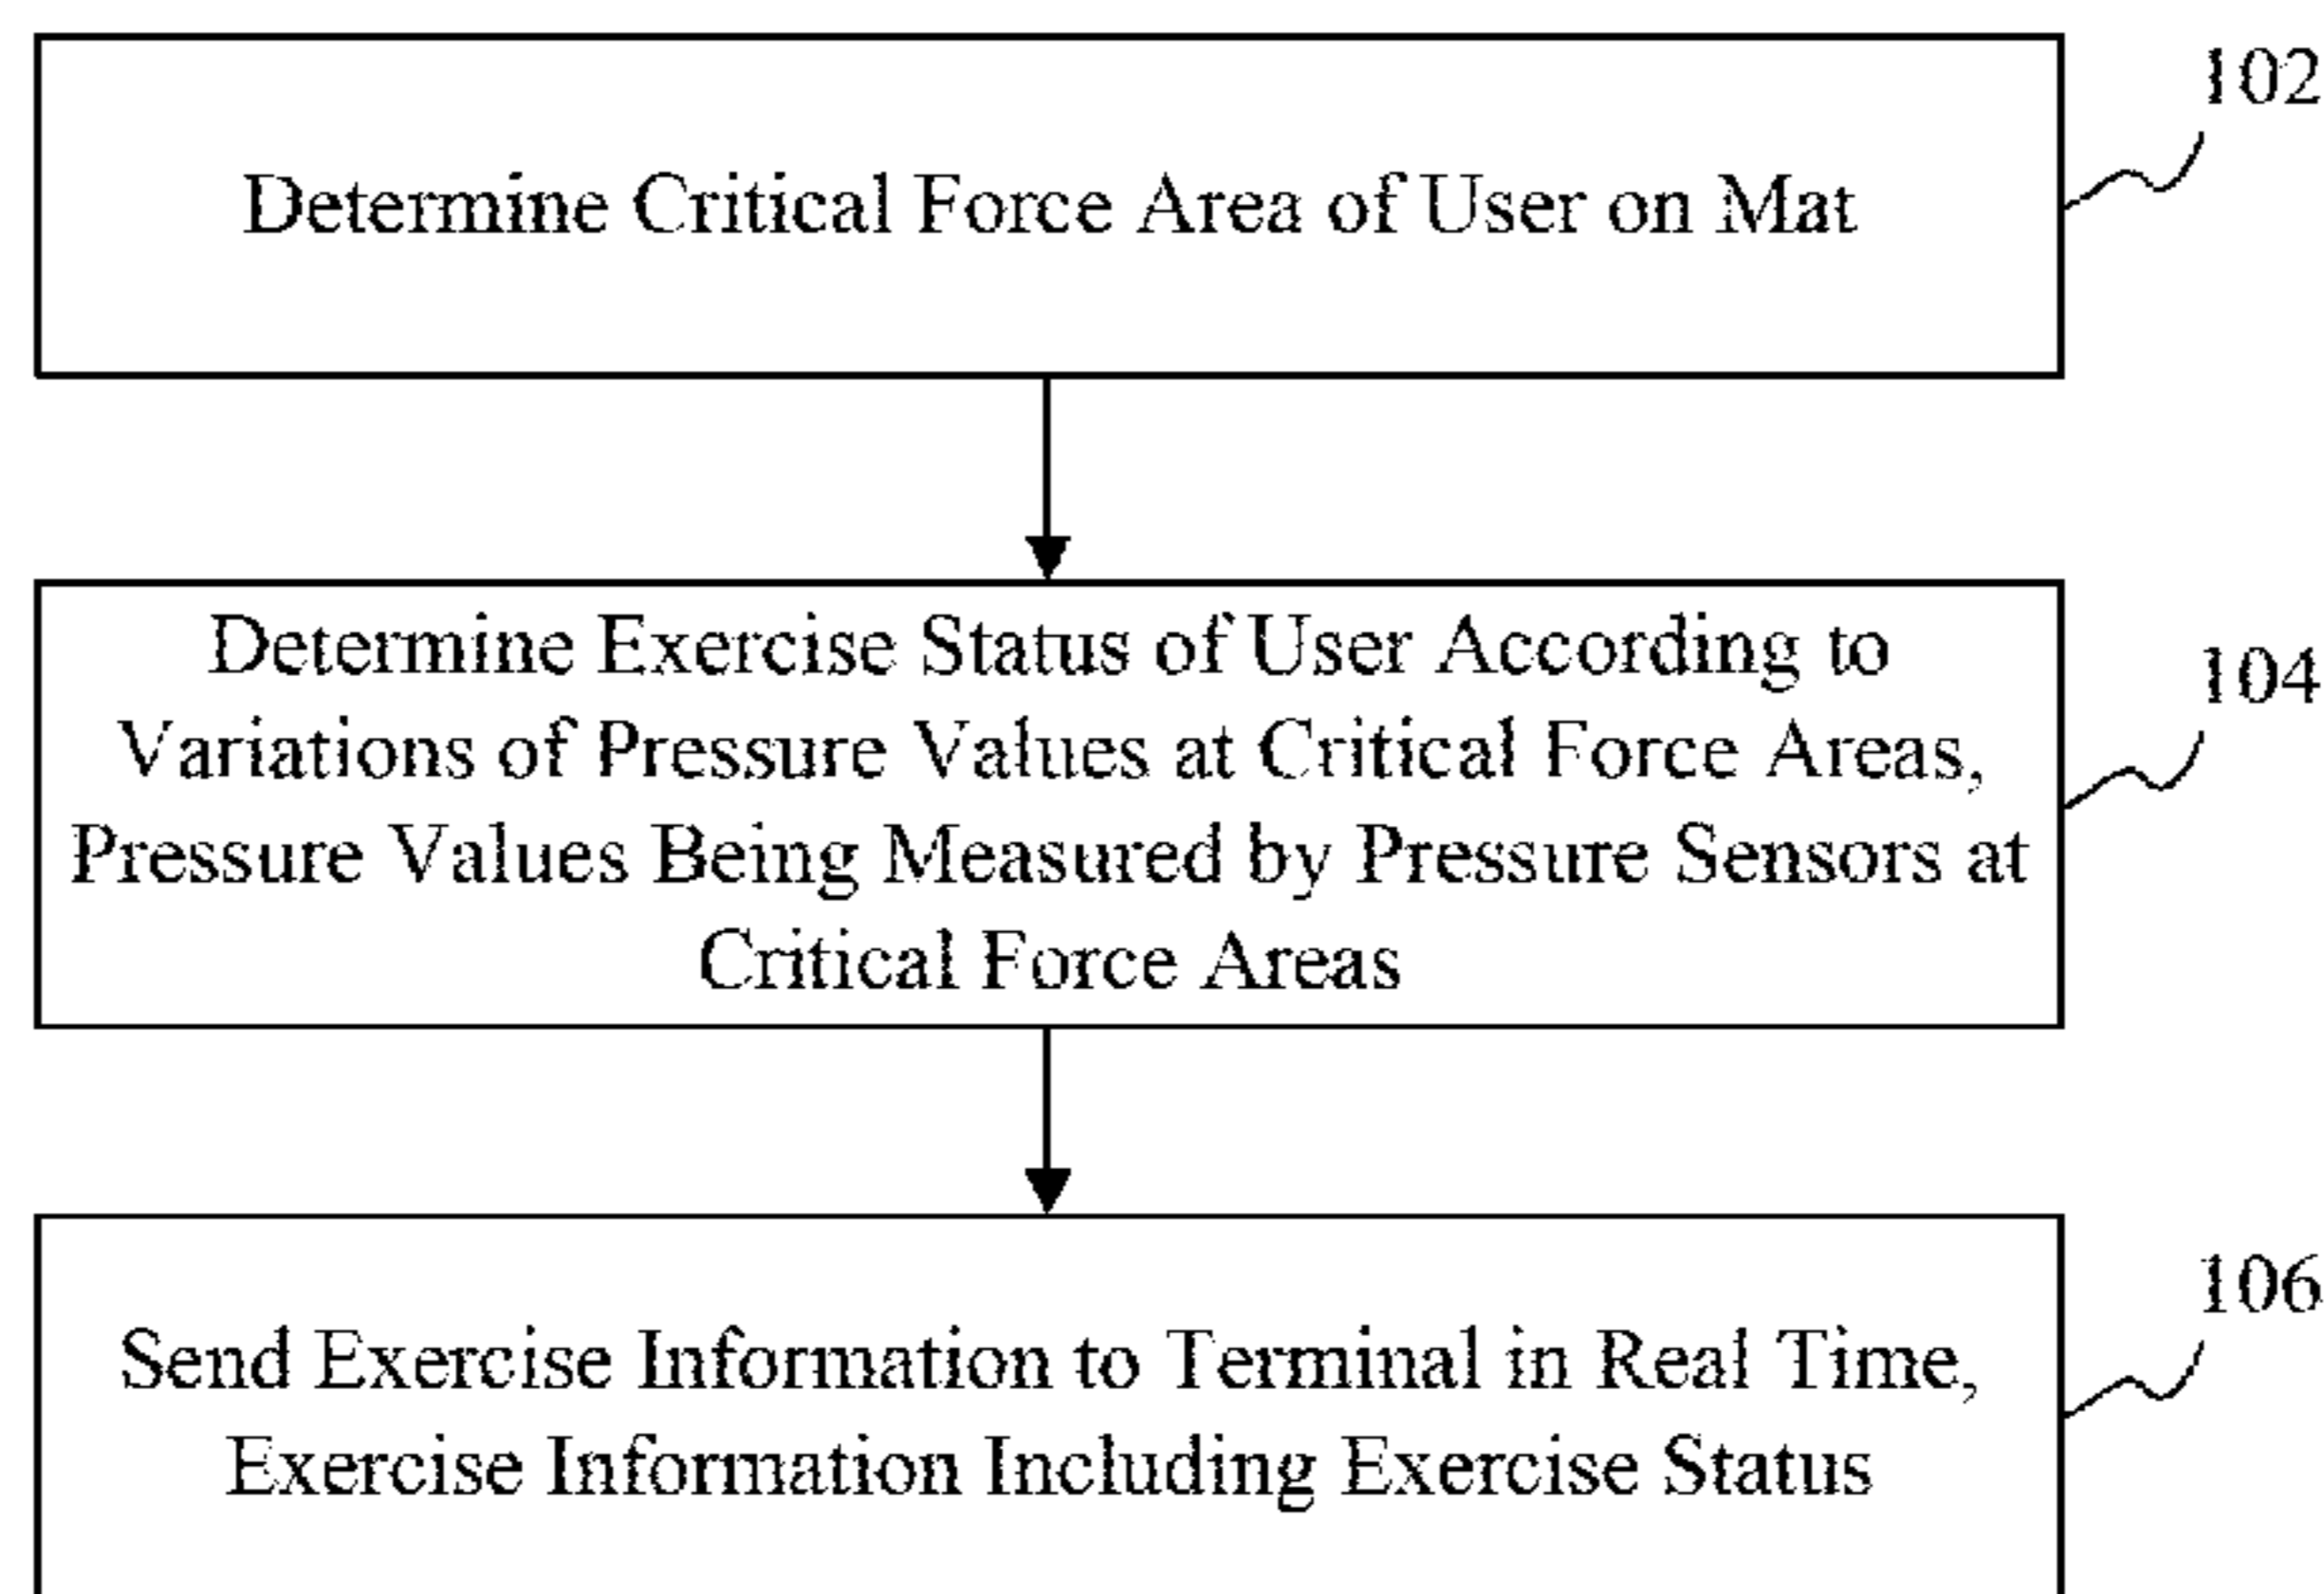 102
Determine Critical Force Area of User on Mat
Determine Exercise Status of User According to
104
Variations of Pressure Values at Critical Force Areas,
Pressure Values Being Measured by Pressure Sensors at
Critical Force Areas
106
Send Exercise Information to Terminal in Real Time,
Exercise Information Including Exercise Status